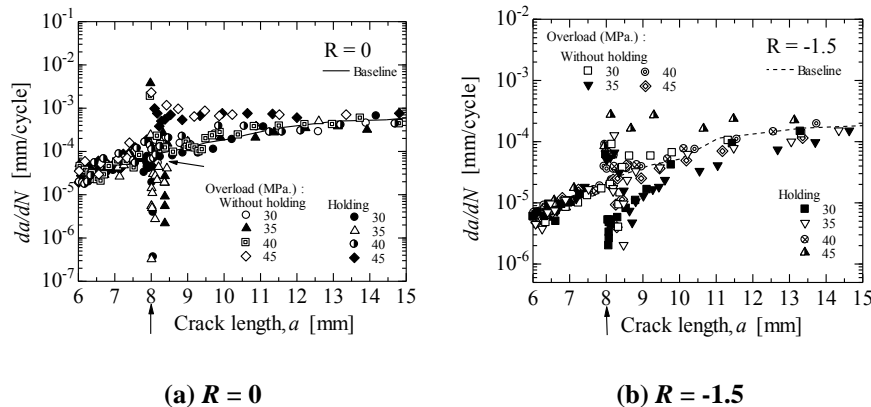 10⁻¹
10⁻²
10⁻³
10⁻⁴
10⁻⁵
10⁻⁶
10⁻⁷
da/dN [mm/cycle]
R = 0
Baseline
Overload (MPa.) :
Without holding
Holding
30 30
35 35
40 40
45 45
6 7 8 9 10 11 12 13 14 15
Crack length, a [mm]
(a) R = 0
10⁻²
10⁻³
10⁻⁴
10⁻⁵
10⁻⁶
da/dN [mm/cycle]
Overload (MPa.) :
Without holding
30 40
35 45
R = -1.5
Baseline
Holding
30
35
40
45
6 7 8 9 10 11 12 13 14 15
Crack length, a [mm]
(b) R = -1.5